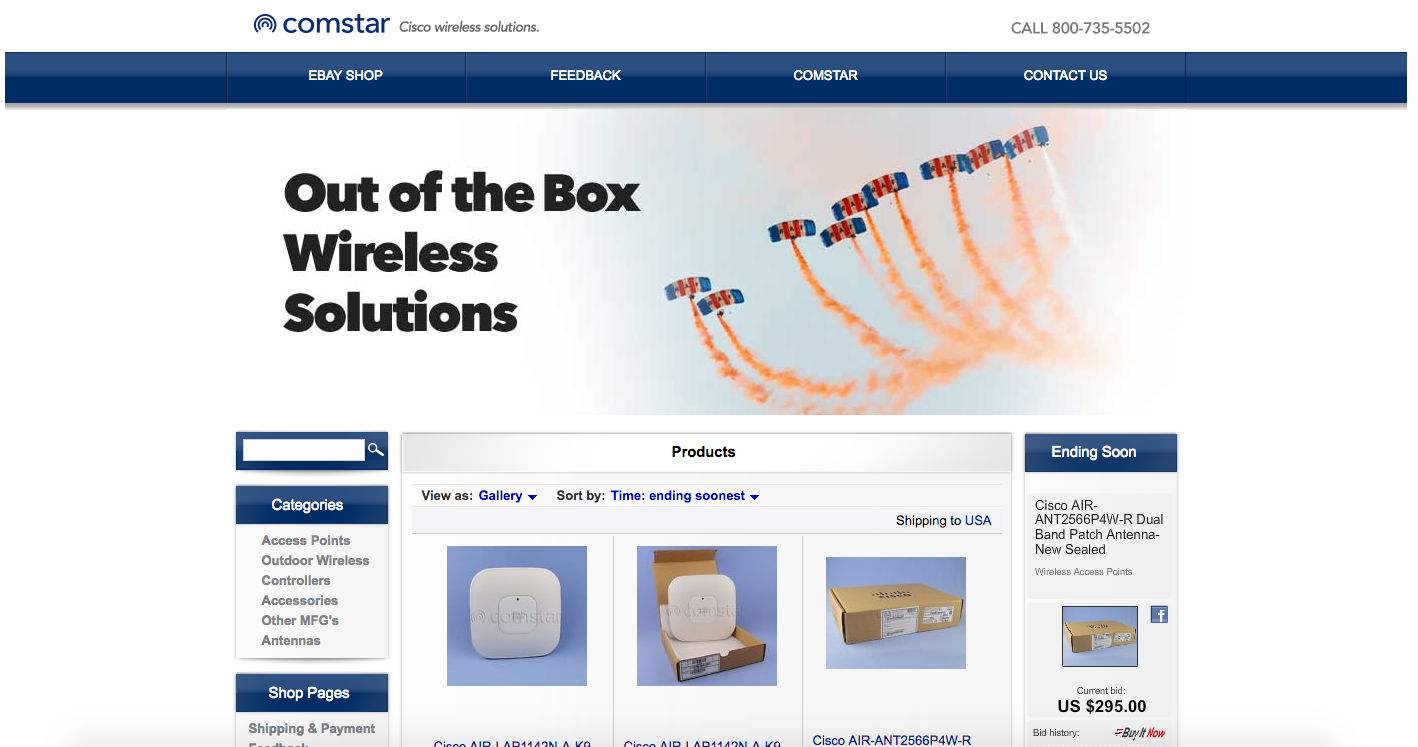 comstar Cisco wireless solutions.
CALL 800-735-5502
EBAY SHOP
FEEDBACK
COMSTAR
CONTACT US
Out of the Box
Wireless
Solutions
Categories
Access Points
Outdoor Wireless
Controllers
Accessories
Other MFG's
Antennas
Shop Pages
Shipping & Payment
Feedback
Products
View as: Gallery Sort by: Time: ending soonest
Shipping to USA
comstar
comstar
Cisco AIR-LAP1142N-A-K9
Cisco AIR-LAP1142N-A-K9
Cisco AIR-ANT2566P4W-R
Ending Soon
Cisco AIR-
ANT2566P4W-R Dual
Band Patch Antenna-
New Sealed
Wireless Access Points
Current bid:
US $295.00
Bid history:
Buy It Now